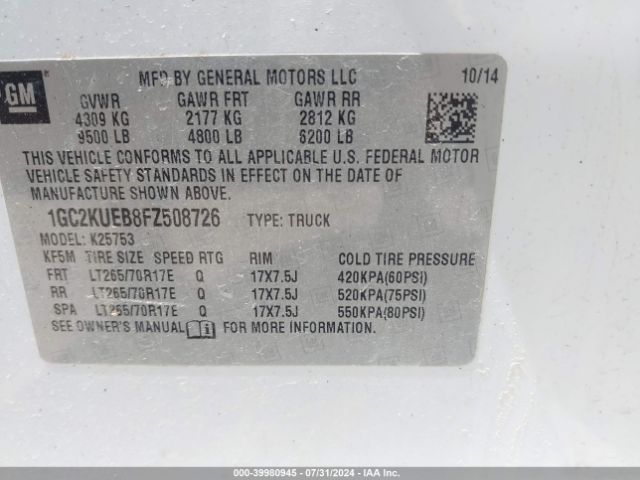 GM
MFD BY GENERAL MOTORS LLC 10/14
GVWR GAWR FRT GAWR RR
4309 KG 2177 KG 2812 KG
9500 LB 4800 LB 6200 LB
THIS VEHICLE CONFORMS TO ALL APPLICABLE U.S. FEDERAL MOTOR
VEHICLE SAFETY STANDARDS IN EFFECT ON THE DATE OF
MANUFACTURE SHOWN ABOVE.
1GC2KUEB8FZ508726 TYPE: TRUCK
MODEL: K25753
KF5M TIRE SIZE SPEED RTG RIM COLD TIRE PRESSURE
FRT LT265/70R17E Q 17X7.5J 420KPA(60PSI)
RR LT265/70R17E Q 17X7.5J 520KPA(75PSI)
SPA LT265/70R17E Q 17X7.5J 550KPA(80PSI)
SEE OWNER'S MANUAL FOR MORE INFORMATION.
000-39980945 - 07/31/2024 - IAAI.COM